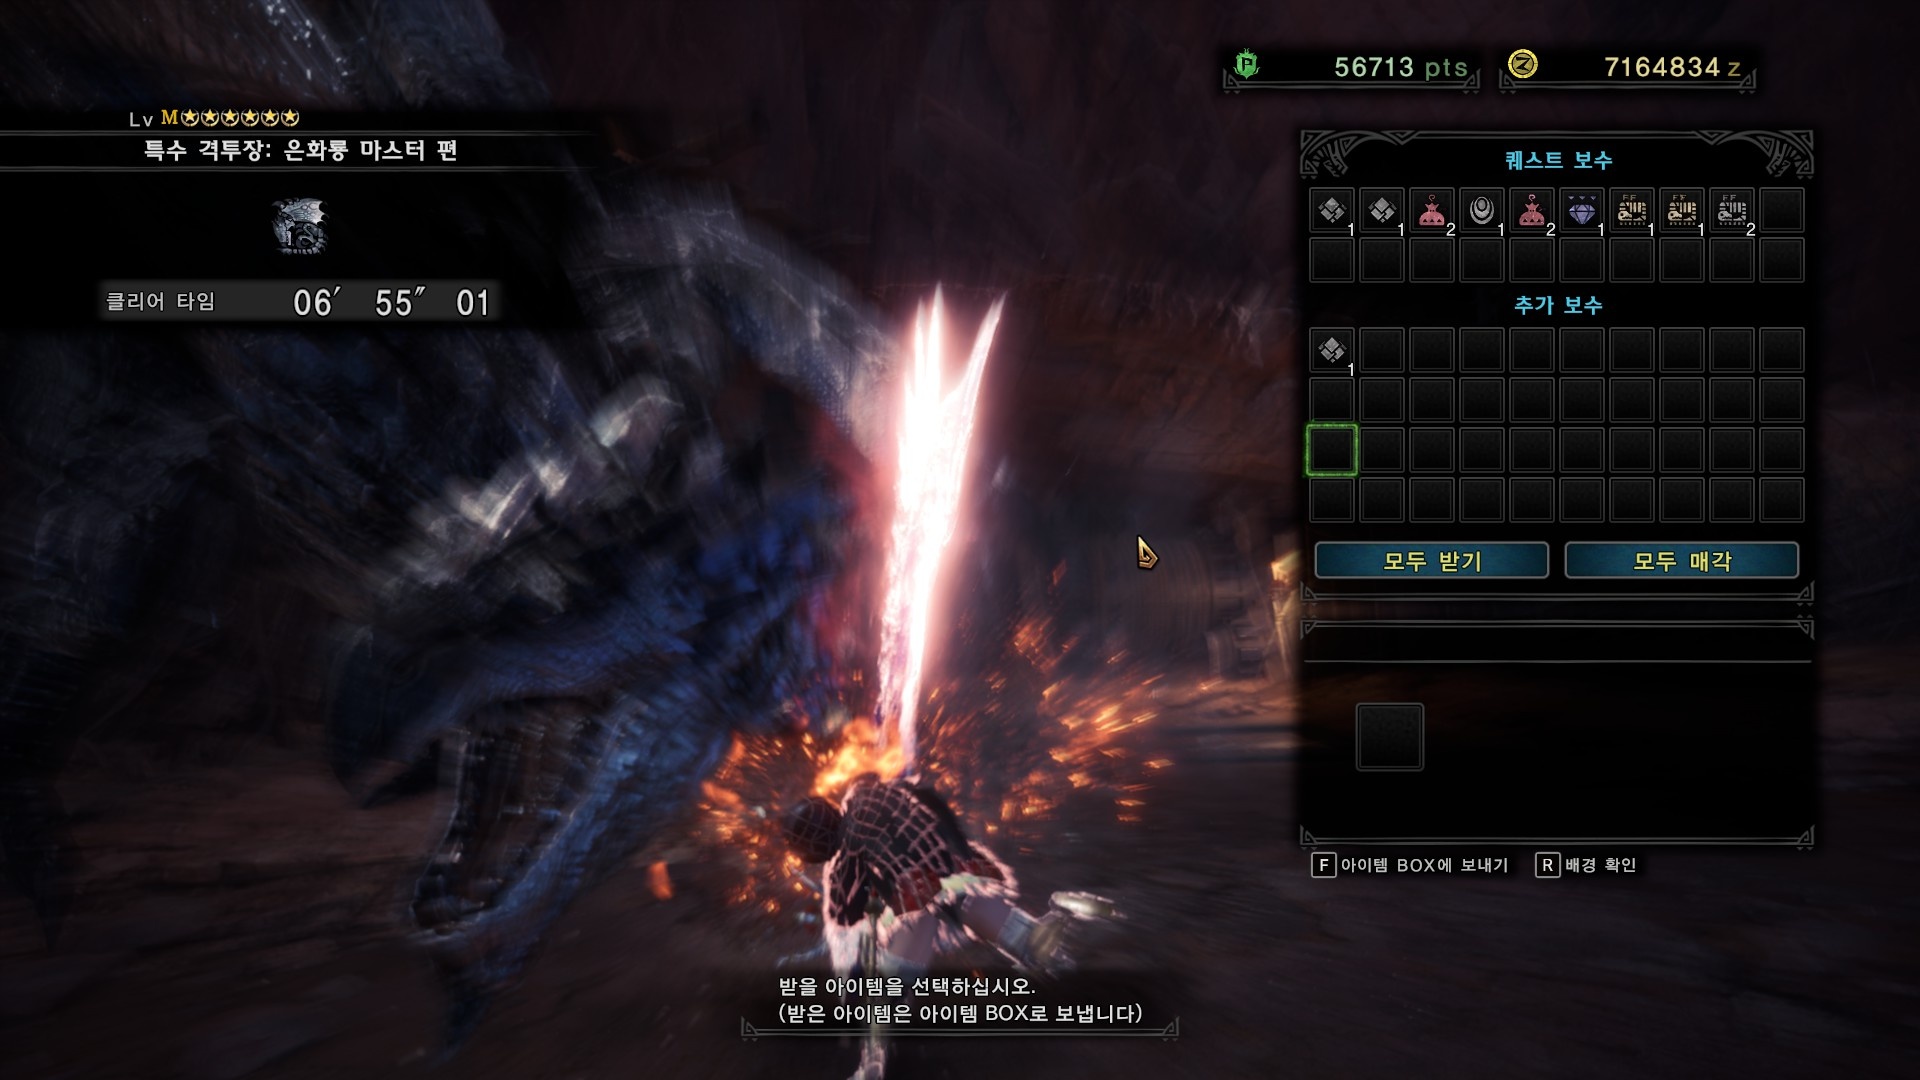 56713 pts
7164834 z
Lv M
특수 격투장: 은화룡 마스터 편
클리어 타임 06′ 55″ 01
퀘스트 보수
1 1 2 1 2 1 1 1 2
추가 보수
1
모두 받기 모두 매각
F 아이템 BOX에 보내기 R 배경 확인
받을 아이템을 선택하십시오.
(받은 아이템은 아이템 BOX로 보냅니다)